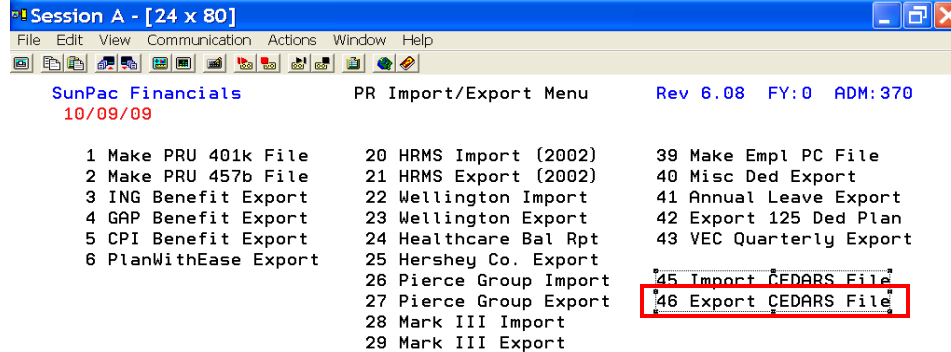 Session A - [24 x 80]
File Edit View Communication Actions Window Help
SunPac Financials PR Import/Export Menu Rev 6.08 FY:0 ADM:370
10/09/09
1 Make PRU 401k File 20 HRMS Import (2002) 39 Make Empl PC File
2 Make PRU 457b File 21 HRMS Export (2002) 40 Misc Ded Export
3 ING Benefit Export 22 Wellington Import 41 Annual Leave Export
4 GAP Benefit Export 23 Wellington Export 42 Export 125 Ded Plan
5 CPI Benefit Export 24 Healthcare Bal Rpt 43 VEC Quarterly Export
6 PlanWithEase Export 25 Hershey Co. Export
26 Pierce Group Import 45 Import CEDARS File
27 Pierce Group Export 46 Export CEDARS File
28 Mark III Import
29 Mark III Export